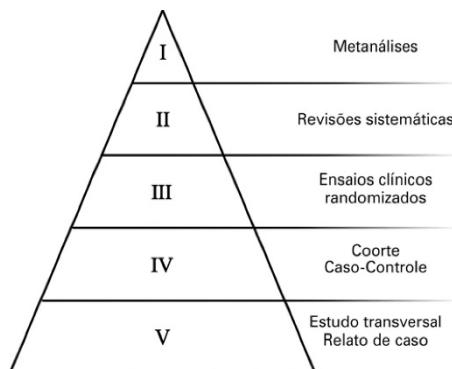 I
Metanálises
II
Revisões sistemáticas
III
Ensaios clínicos
randomizados
IV
Coorte
Caso-Controle
V
Estudo transversal
Relato de caso